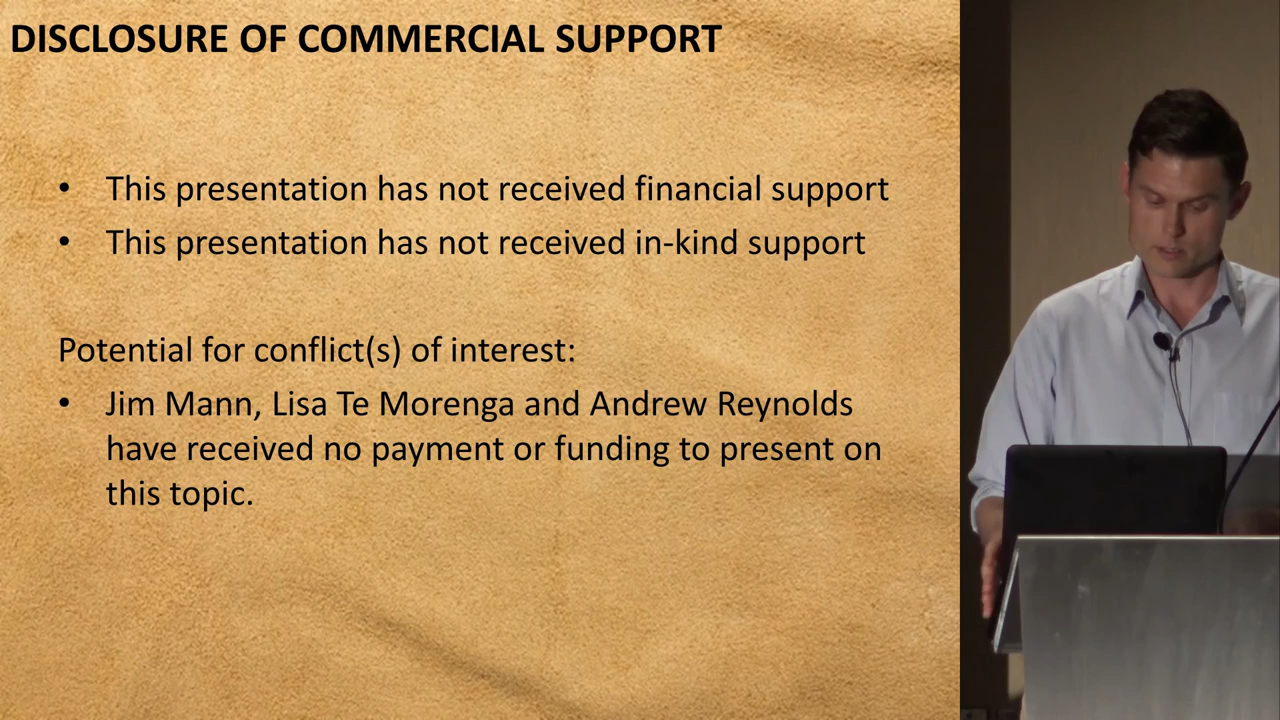 DISCLOSURE OF COMMERCIAL SUPPORT
• This presentation has not received financial support
• This presentation has not received in-kind support
Potential for conflict(s) of interest:
• Jim Mann, Lisa Te Morenga and Andrew Reynolds
have received no payment or funding to present on
this topic.